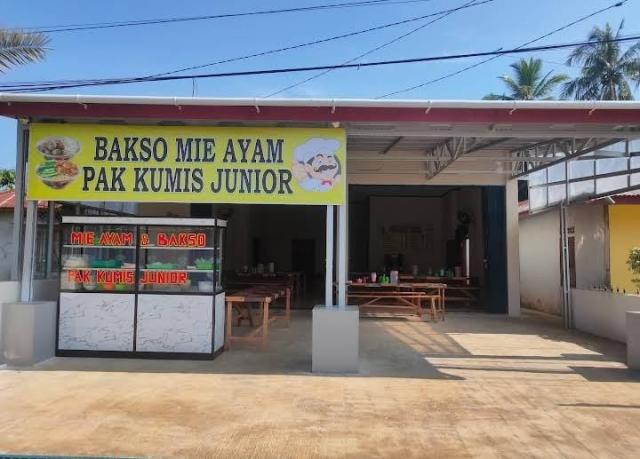 BAKSO MIE AYAM
PAK KUMIS JUNIOR
MIE AYAM & BAKSO
PAK KUMIS JUNIOR